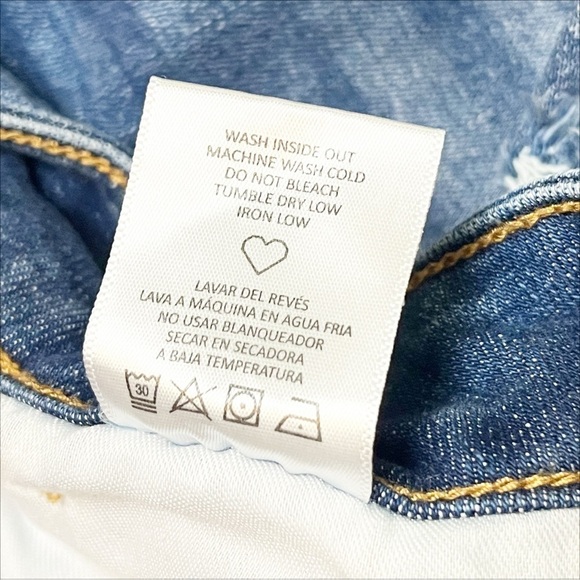 WASH INSIDE OUT
MACHINE WASH COLD
DO NOT BLEACH
TUMBLE DRY LOW
IRON LOW
LAVAR DEL REVÉS
LAVA A MÁQUINA EN AGUA FRIA
NO USAR BLANQUEADOR
SECAR EN SECADORA
A BAJA TEMPERATURA
30